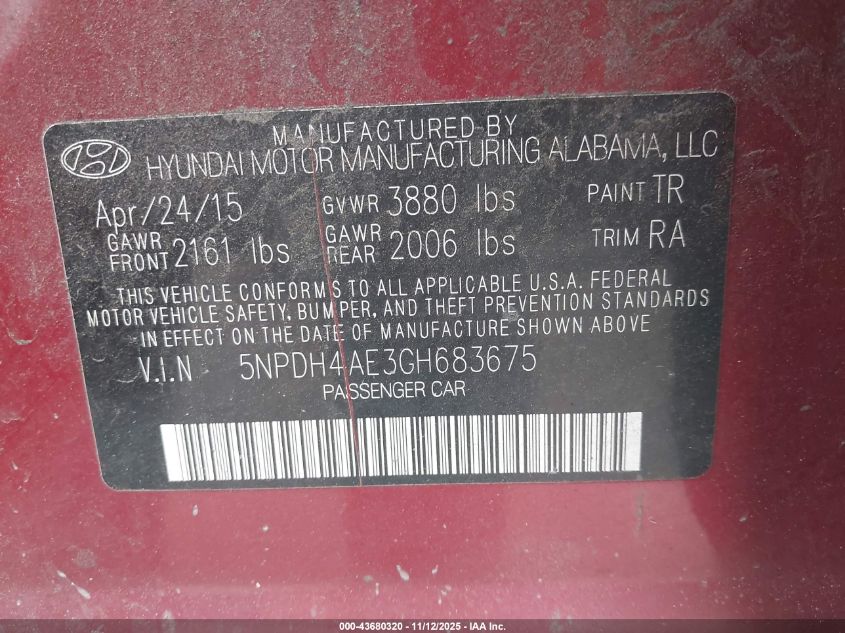 MANUFACTURED BY
HYUNDAI MOTOR MANUFACTURING ALABAMA, LLC
Apr/24/15 GVWR 3880 lbs PAINT TR
GAWR FRONT 2161 lbs GAWR REAR 2006 lbs TRIM RA
THIS VEHICLE CONFORMS TO ALL APPLICABLE U.S.A. FEDERAL
MOTOR VEHICLE SAFETY, BUMPER, AND THEFT PREVENTION STANDARDS
IN EFFECT ON THE DATE OF MANUFACTURE SHOWN ABOVE
V.I.N 5NPDH4AE3GH683675
PASSENGER CAR
000-43680320 - 11/12/2025 - IAA Inc.